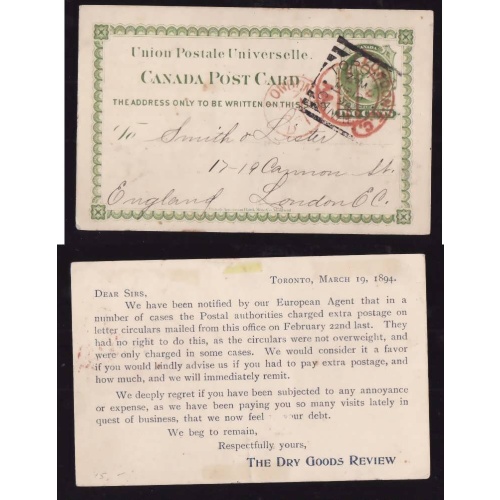 Union Postale Universelle.
CANADA POST CARD
THE ADDRESS ONLY TO BE WRITTEN ON THIS
To Smith & Lister
17-19 Cannon St.
England London E.C.
TORONTO, MARCH 19, 1894.
DEAR SIRS,
We have been notified by our European Agent that in a
number of cases the Postal authorities charged extra postage on
letter circulars mailed from this office on February 22nd last. They
had no right to do this, as the circulars were not overweight, and
were only charged in some cases. We would consider it a favor
if you would kindly advise us if you had to pay extra postage, and
how much, and we will immediately remit.
We deeply regret if you have been subjected to any annoyance
or expense, as we have been paying you so many visits lately in
quest of business, that we now feel your debt.
We beg to remain,
Respectfully yours,
THE DRY GOODS REVIEW